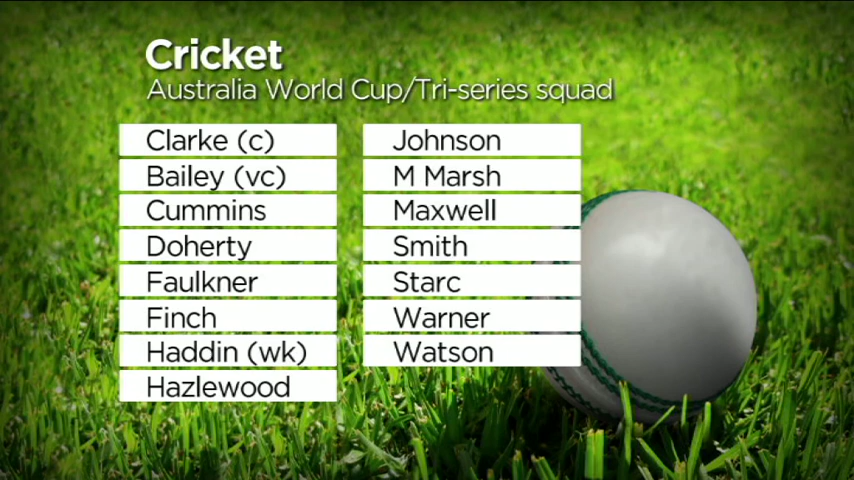 Cricket
Australia World Cup/Tri-series squad
Clarke (c)
Bailey (vc)
Cummins
Doherty
Faulkner
Finch
Haddin (wk)
Hazlewood
Johnson
M Marsh
Maxwell
Smith
Starc
Warner
Watson